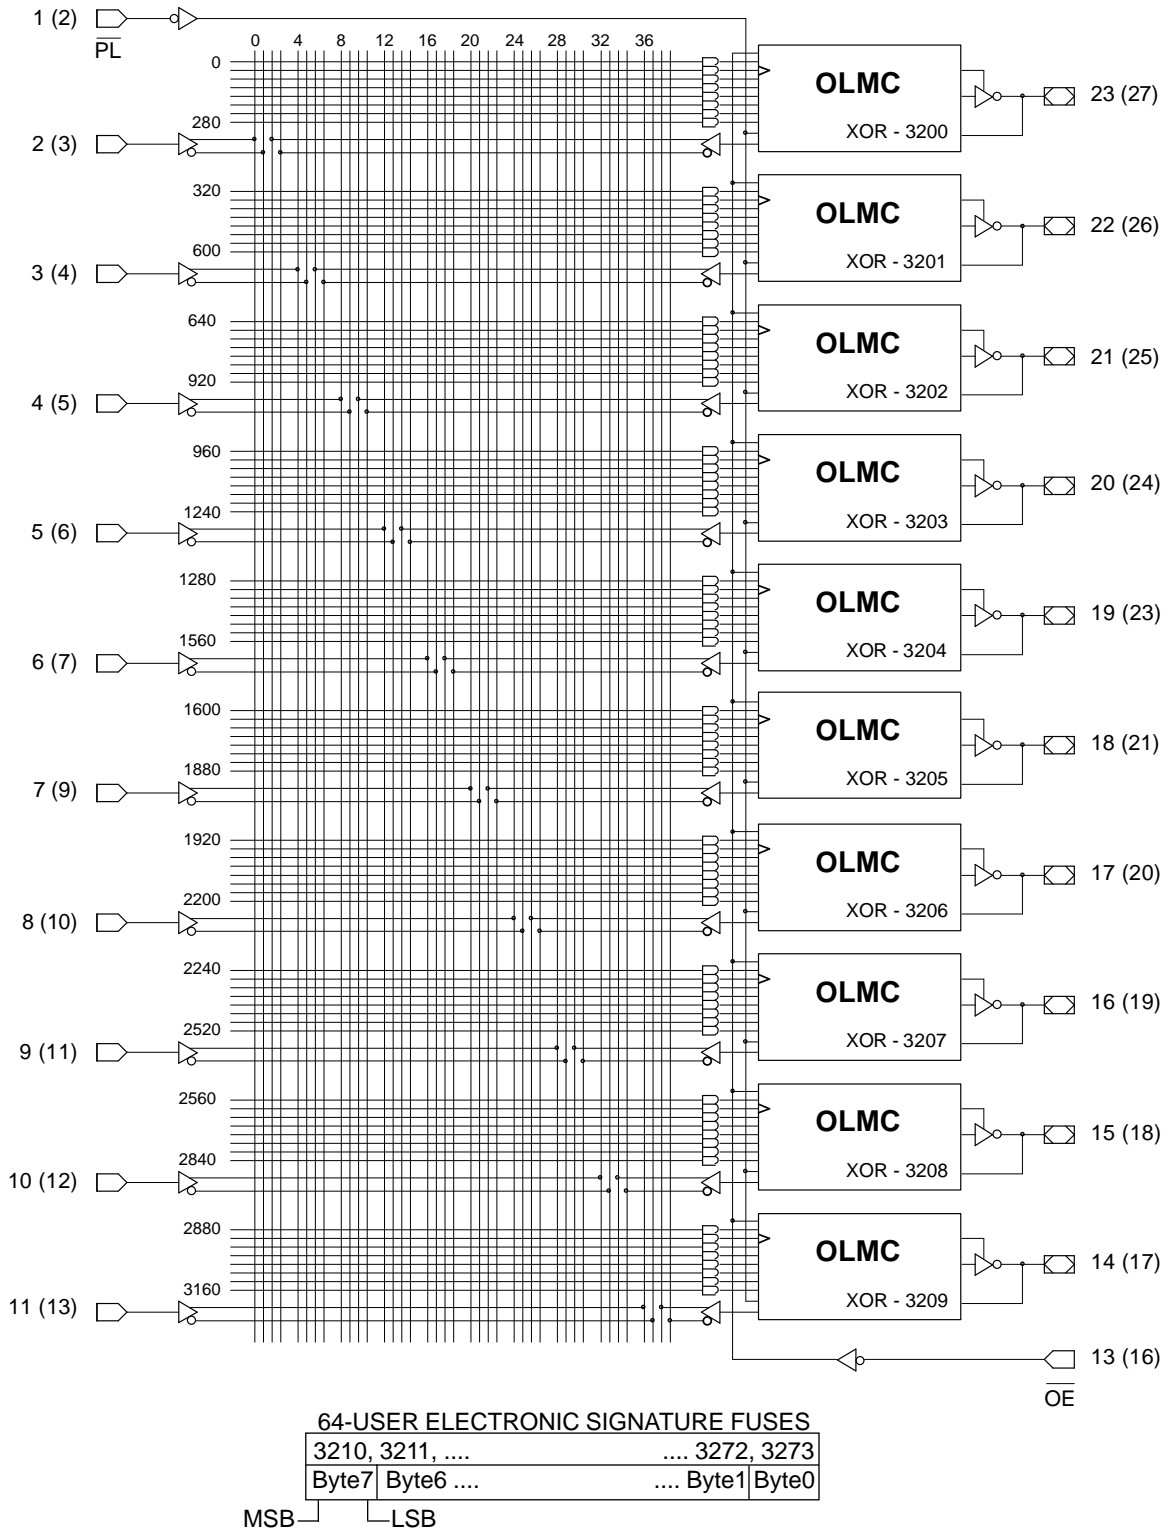 1 (2)
PL
0 4 8 12 16 20 24 28 32 36
0
280
OLMC
XOR - 3200
23 (27)
2 (3)
320
600
OLMC
XOR - 3201
22 (26)
3 (4)
640
920
OLMC
XOR - 3202
21 (25)
4 (5)
960
1240
OLMC
XOR - 3203
20 (24)
5 (6)
1280
1560
OLMC
XOR - 3204
19 (23)
6 (7)
1600
1880
OLMC
XOR - 3205
18 (21)
7 (9)
1920
2200
OLMC
XOR - 3206
17 (20)
8 (10)
2240
2520
OLMC
XOR - 3207
16 (19)
9 (11)
2560
2840
OLMC
XOR - 3208
15 (18)
10 (12)
2880
3160
OLMC
XOR - 3209
14 (17)
11 (13)
13 (16)
OE
64-USER ELECTRONIC SIGNATURE FUSES
3210, 3211, .... .... 3272, 3273
Byte7 Byte6 .... .... Byte1 Byte0
MSB LSB